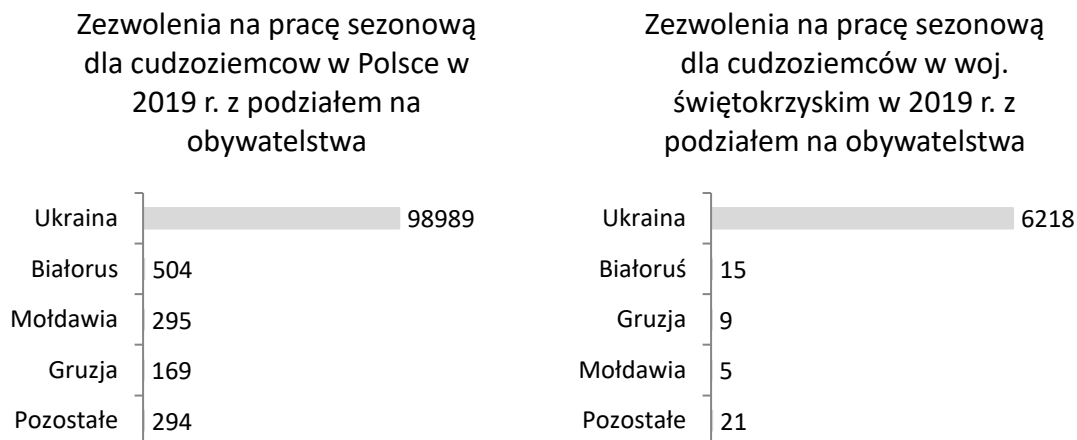 Zezwolenia na pracę sezonową
dla cudzoziemcow w Polsce w
2019 r. z podziałem na
obywatelstwa
Ukraina 98989
Białorus 504
Mołdawia 295
Gruzja 169
Pozostałe 294
Zezwolenia na pracę sezonową
dla cudzoziemców w woj.
świętokrzyskim w 2019 r. z
podziałem na obywatelstwa
Ukraina 6218
Białoruś 15
Gruzja 9
Mołdawia 5
Pozostałe 21